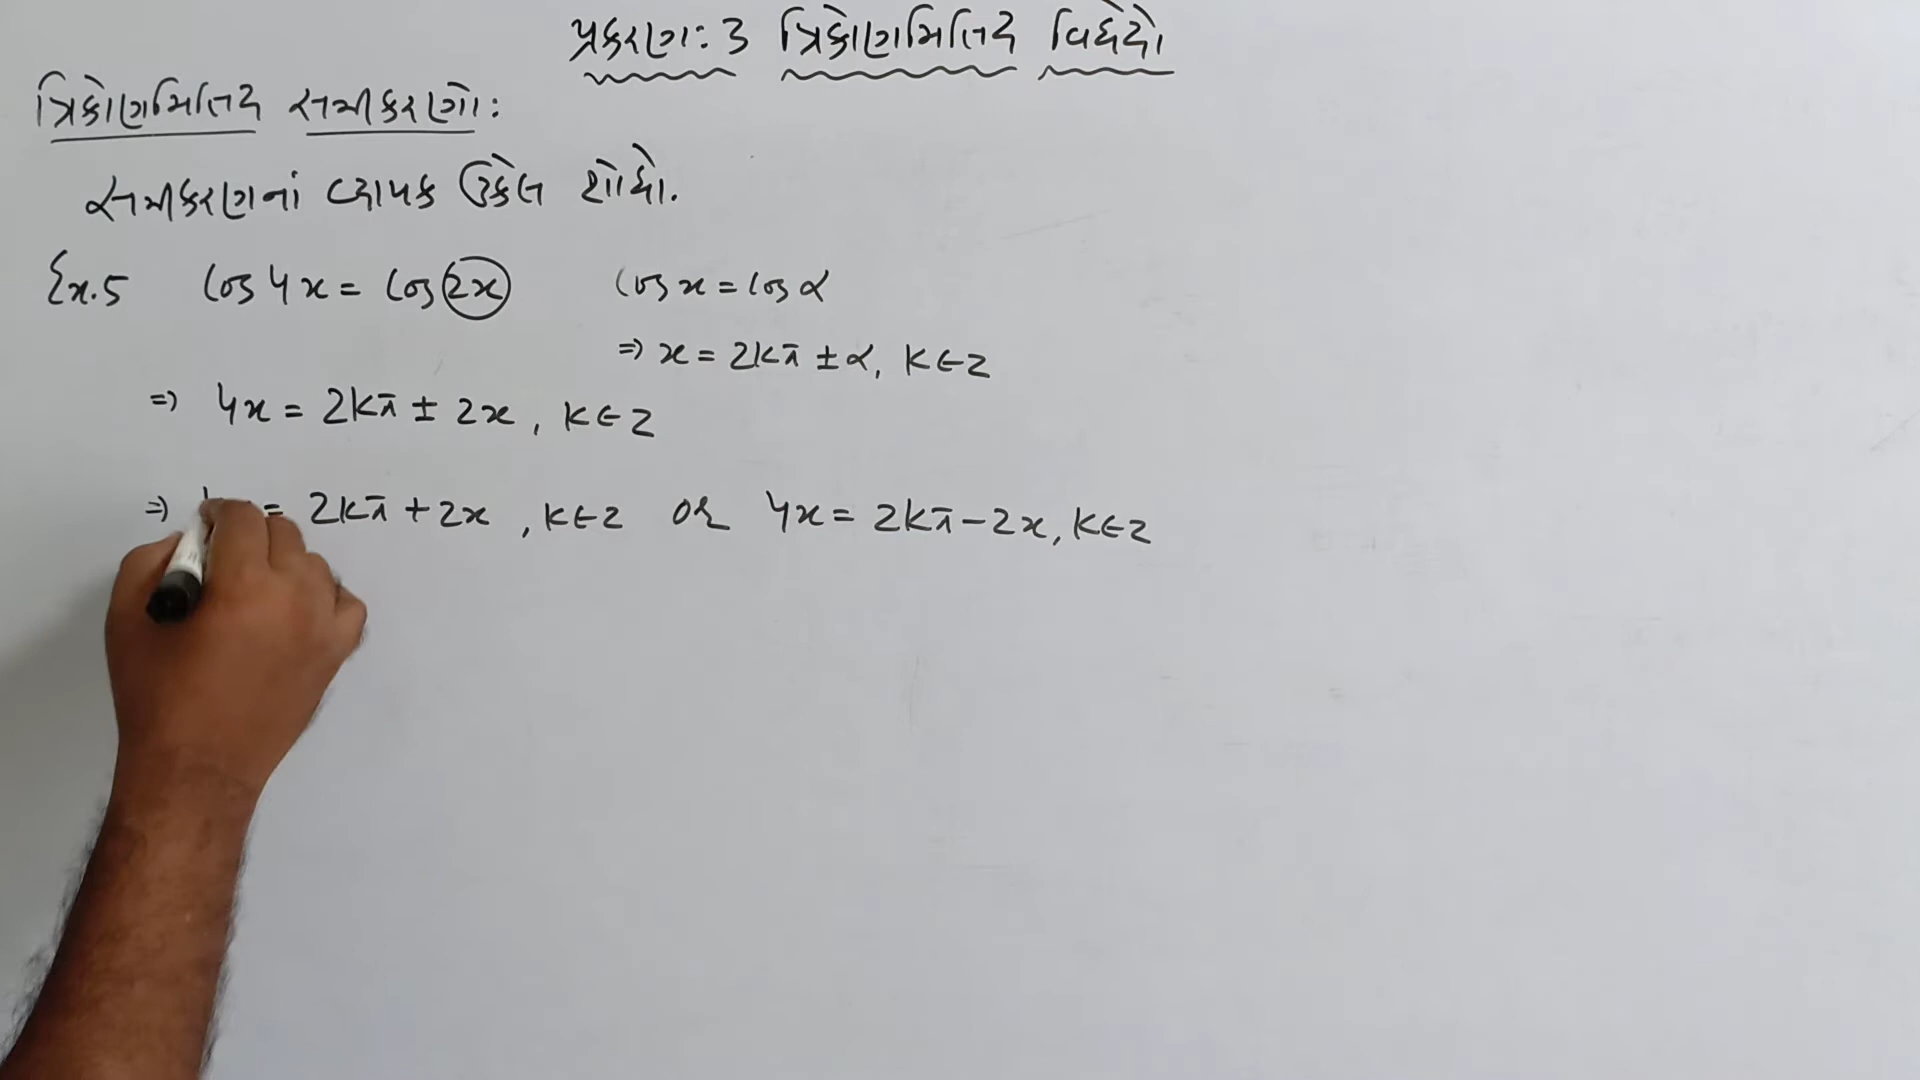 પ્રકરણ: 3 ત્રિકોણમિતિય વિધેયો
ત્રિકોણમિતિય સમીકરણો:
સમીકરણનાં વ્યાપક ઉકેલ શોધો.
Ex.5 cos 4x = cos 2x cos x = cos α
⇒ x = 2kπ ± α, k ∈ Z
⇒ 4x = 2kπ ± 2x, k ∈ Z
⇒ = 2kπ + 2x, k ∈ Z or 4x = 2kπ − 2x, k ∈ Z